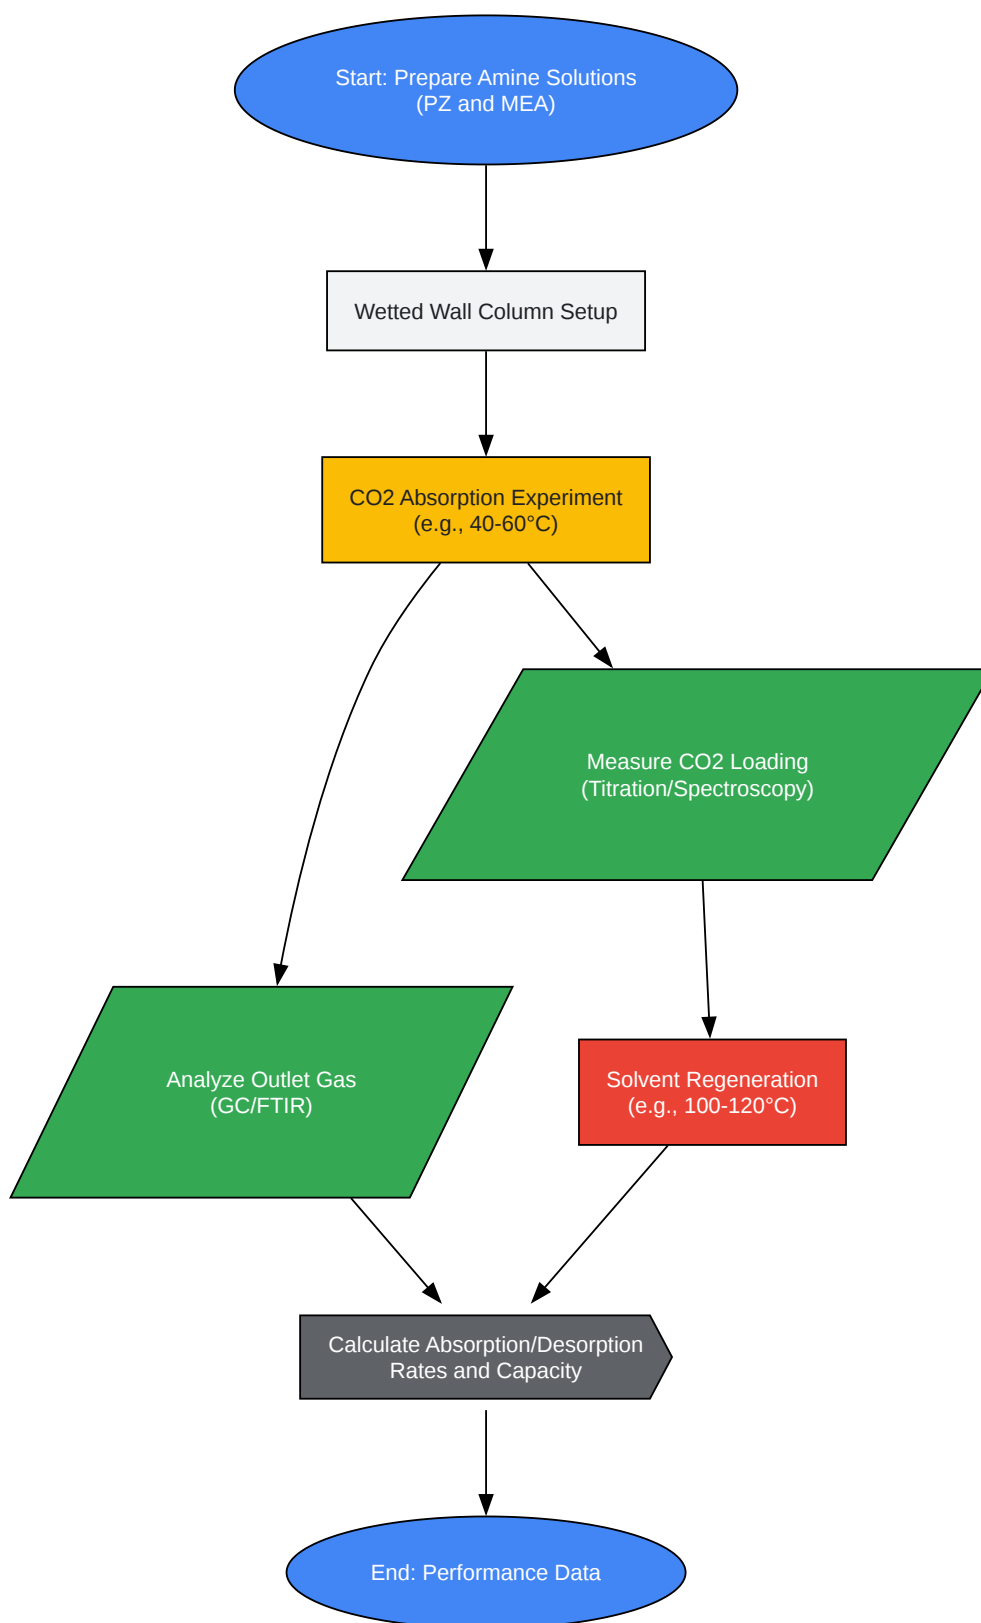 Start: Prepare Amine Solutions
(PZ and MEA)
Wetted Wall Column Setup
CO2 Absorption Experiment
(e.g., 40-60°C)
Measure CO2 Loading
(Titration/Spectroscopy)
Analyze Outlet Gas
(GC/FTIR)
Solvent Regeneration
(e.g., 100-120°C)
Calculate Absorption/Desorption
Rates and Capacity
End: Performance Data